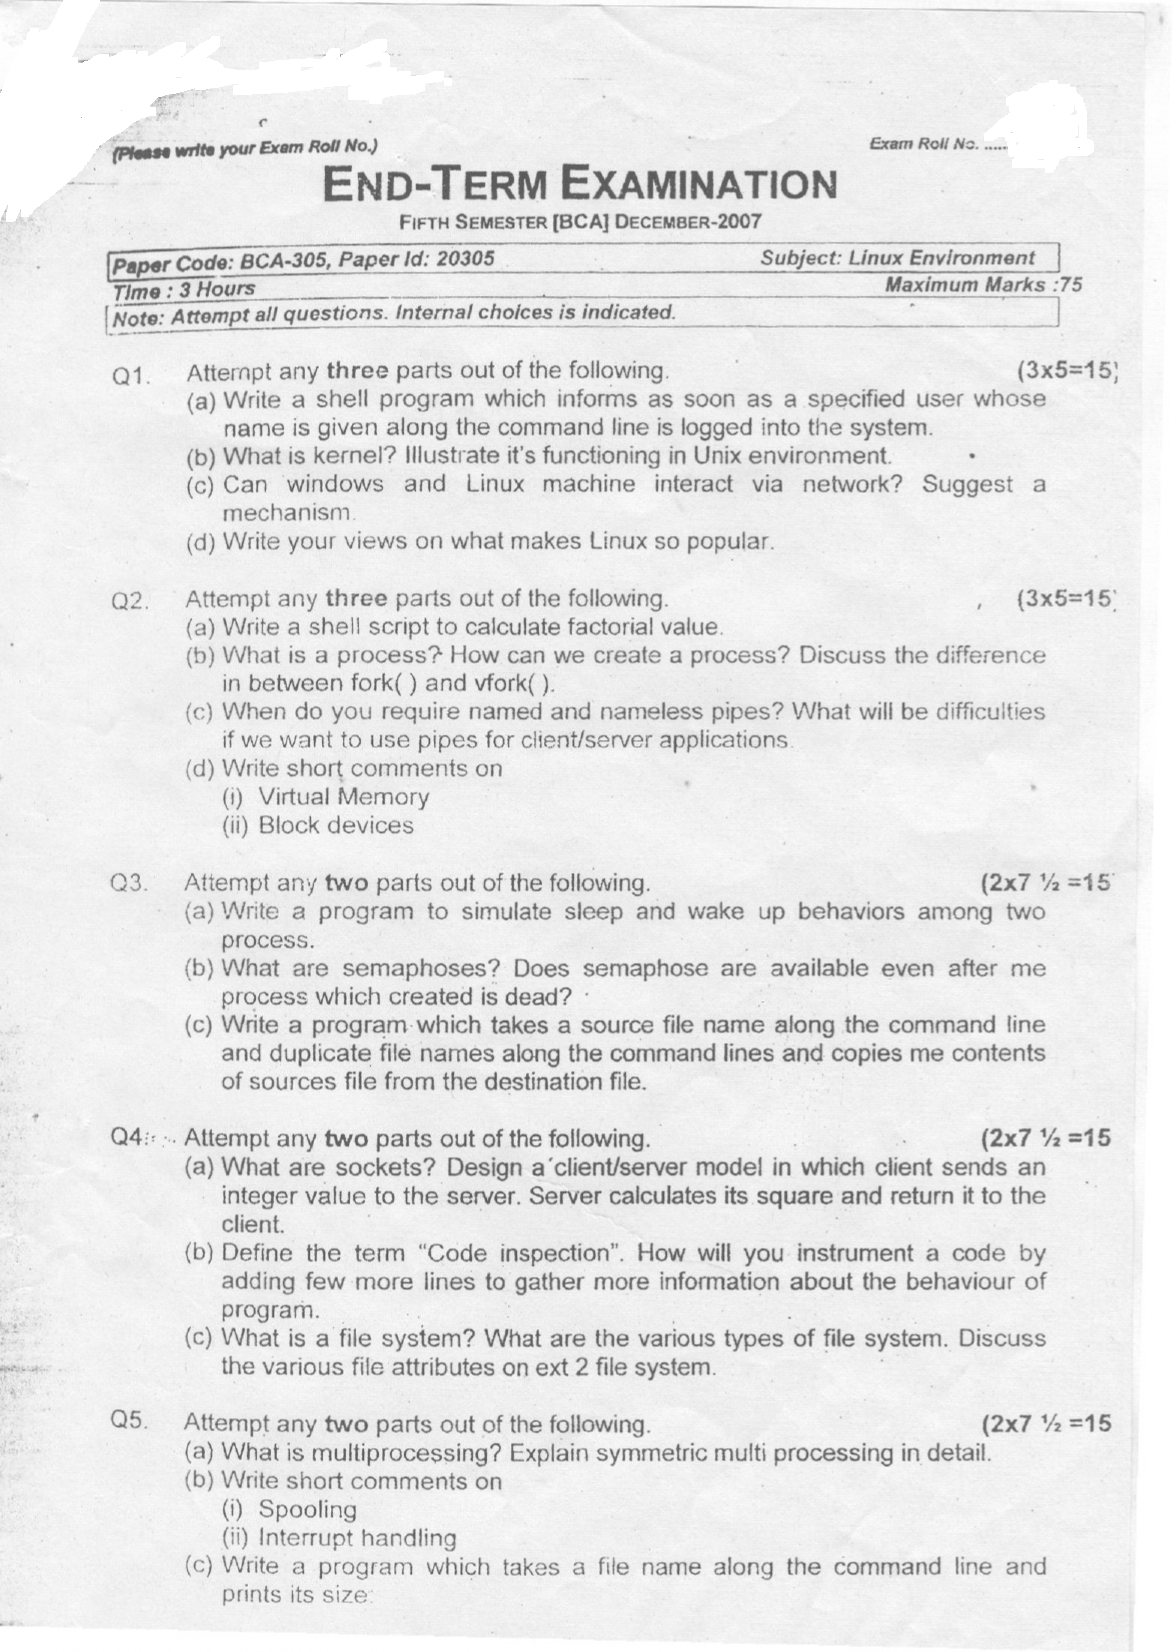 (Please write your Exam Roll No.) Exam Roll No. .....
END-TERM EXAMINATION
FIFTH SEMESTER [BCA] DECEMBER-2007
Paper Code: BCA-305, Paper Id: 20305 Subject: Linux Environment
Time : 3 Hours Maximum Marks :75
Note: Attempt all questions. Internal choices is indicated.
Q1. Attempt any three parts out of the following. (3x5=15)
(a) Write a shell program which informs as soon as a specified user whose
name is given along the command line is logged into the system.
(b) What is kernel? Illustrate it's functioning in Unix environment.
(c) Can windows and Linux machine interact via network? Suggest a
mechanism.
(d) Write your views on what makes Linux so popular.
Q2. Attempt any three parts out of the following. (3x5=15)
(a) Write a shell script to calculate factorial value.
(b) What is a process? How can we create a process? Discuss the difference
in between fork( ) and vfork( ).
(c) When do you require named and nameless pipes? What will be difficulties
if we want to use pipes for client/server applications.
(d) Write short comments on
(i) Virtual Memory
(ii) Block devices
Q3. Attempt any two parts out of the following. (2x7 ½ =15
(a) Write a program to simulate sleep and wake up behaviors among two
process.
(b) What are semaphoses? Does semaphose are available even after me
process which created is dead?
(c) Write a program which takes a source file name along the command line
and duplicate file names along the command lines and copies me contents
of sources file from the destination file.
Q4. Attempt any two parts out of the following. (2x7 ½ =15
(a) What are sockets? Design a client/server model in which client sends an
integer value to the server. Server calculates its square and return it to the
client.
(b) Define the term "Code inspection". How will you instrument a code by
adding few more lines to gather more information about the behaviour of
program.
(c) What is a file system? What are the various types of file system. Discuss
the various file attributes on ext 2 file system.
Q5. Attempt any two parts out of the following. (2x7 ½ =15
(a) What is multiprocessing? Explain symmetric multi processing in detail.
(b) Write short comments on
(i) Spooling
(ii) Interrupt handling
(c) Write a program which takes a file name along the command line and
prints its size.